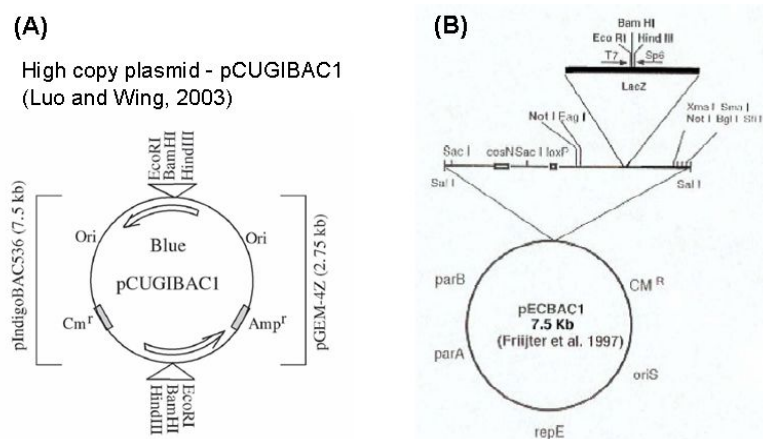 (A)
High copy plasmid - pCUGIBAC1
(Luo and Wing, 2003)
EcoRI
BamHI
HindIII
pIndigoBAC536 (7.5 kb)
Ori
Ori
Blue
pCUGIBAC1
Cmr
Ampr
pGEM-4Z (2.75 kb)
HindIII
BamHI
EcoRI
(B)
Bam HI
Eco RI Hind III
T7 Sp6
LacZ
Not I Eag I
Xma I Sma I
Not I Bgl I Sfi I
Sac I cosN Sac I loxP
Sal I Sal I
parB
CM R
pECBAC1
7.5 Kb
(Friijter et al. 1997)
parA
oriS
repE